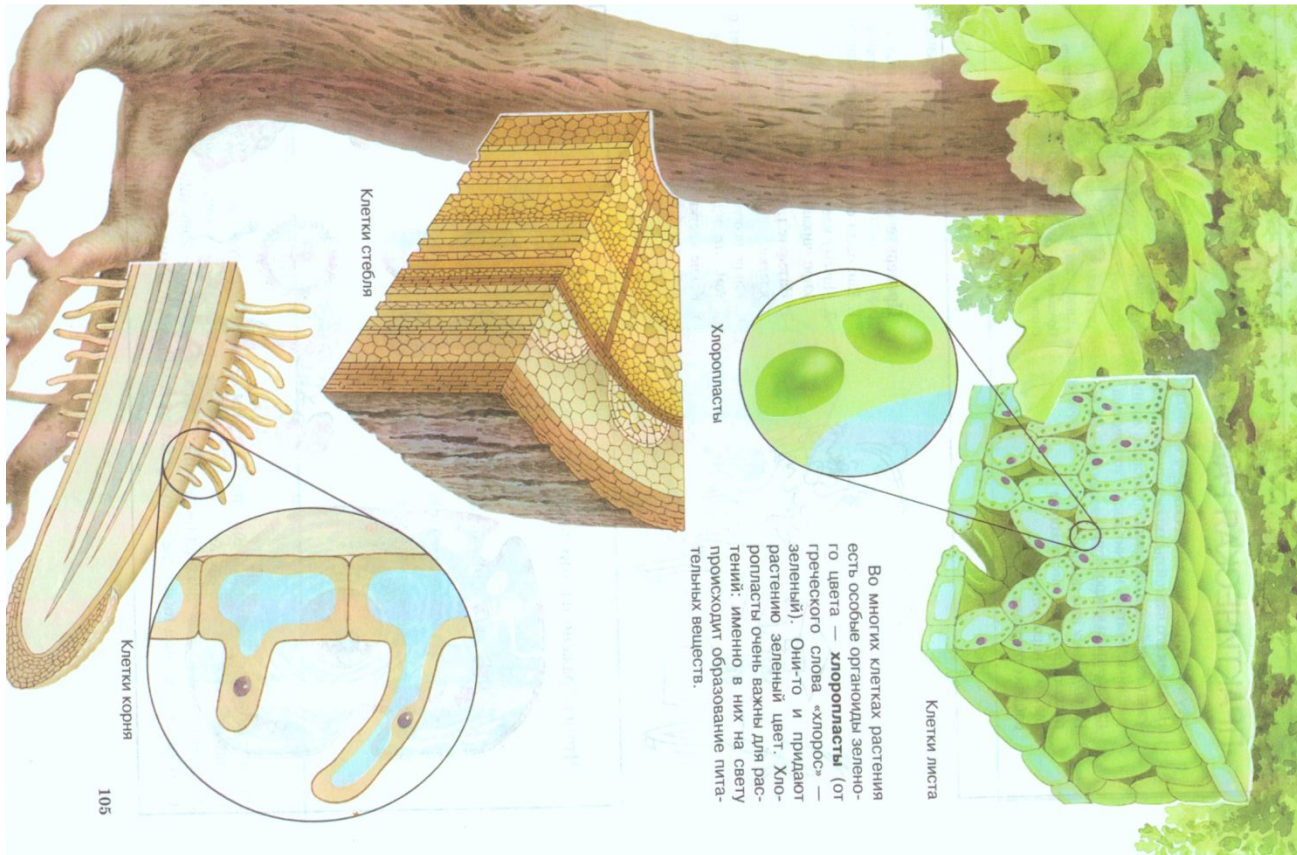 Клетки листа
Во многих клетках растения
есть особые органоиды зелено-
го цвета — хлоропласты (от
греческого слова «хлорос» —
зеленый). Они-то и придают
растению зеленый цвет. Хло-
ропласты очень важны для рас-
тений: именно в них на свету
происходит образование пита-
тельных веществ.
Хлоропласты
Клетки стебля
Клетки корня
105